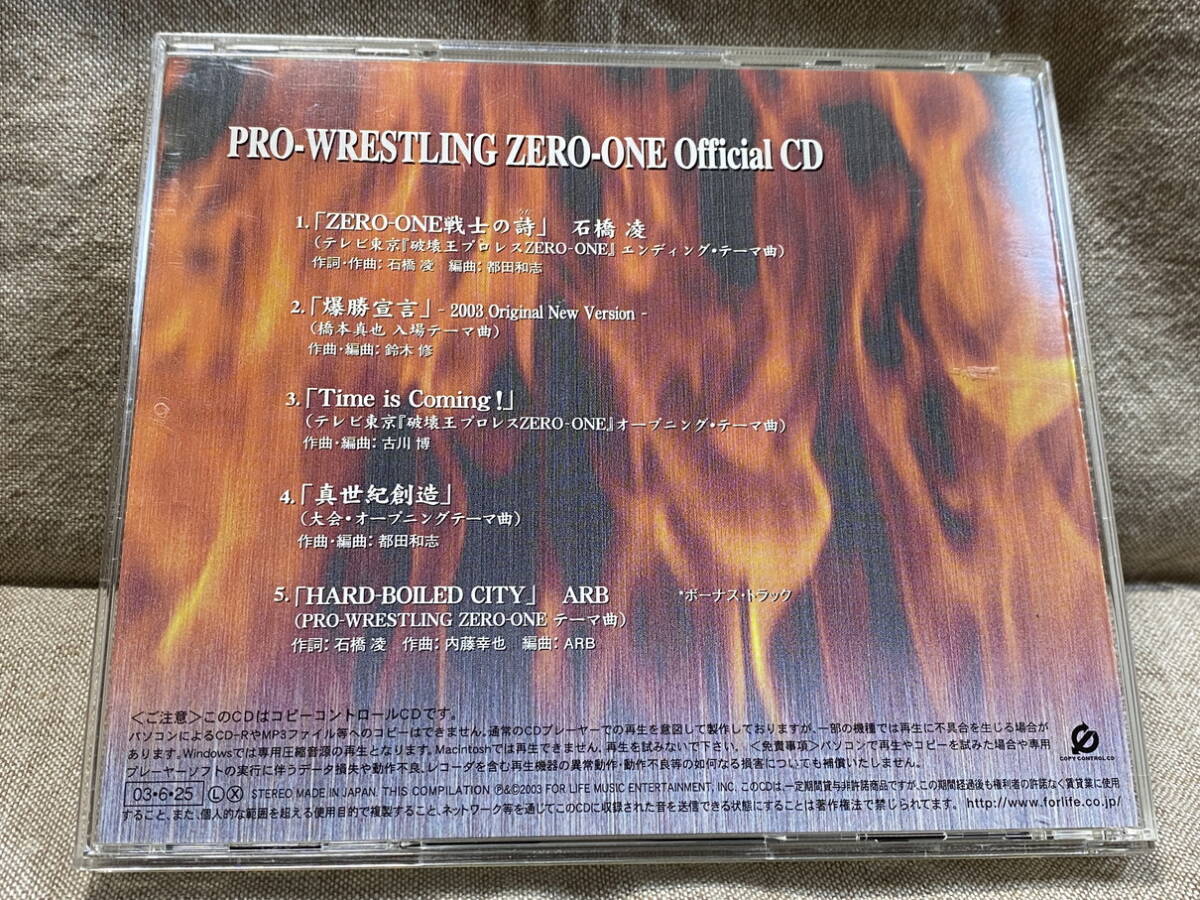 PRO-WRESTLING ZERO-ONE Official CD
1.「ZERO-ONE戦士の詩」 石橋 凌
(テレビ東京『破壊王プロレスZERO-ONE』エンディング・テーマ曲)
作詞・作曲:石橋 凌 編曲:都田和志
2.「爆勝宣言」- 2003 Original New Version -
(橋本真也 入場テーマ曲)
作曲・編曲:鈴木 修
3.「Time is Coming!」
(テレビ東京『破壊王プロレスZERO-ONE』オープニング・テーマ曲)
作曲・編曲:古川 博
4.「真世紀創造」
(大会・オープニングテーマ曲)
作曲・編曲:都田和志
5.「HARD-BOILED CITY」 ARB *ボーナス・トラック
(PRO-WRESTLING ZERO-ONE テーマ曲)
作詞:石橋 凌 作曲:内藤幸也 編曲:ARB
<ご注意>このCDはコピーコントロールCDです。
パソコンによるCD-RやMP3ファイル等へのコピーはできません。通常のCDプレーヤーでの再生を意図して製作しておりますが、一部の機種では再生に不具合を生じる場合が
あります。Windowsでは専用圧縮音源の再生となります。Macintoshでは再生できません。再生を試みないで下さい。<免責事項>パソコンで再生やコピーを試みた場合や専用
プレーヤーソフトの実行に伴うデータ損失や動作不良、レコーダを含む再生機器の異常動作・動作不良等の如何なる損害についても補償いたしません。
COPY CONTROL CD
03・6・25 Ⓛ Ⓧ STEREO MADE IN JAPAN. THIS COMPILATION ℗&©2003 FOR LIFE MUSIC ENTERTAINMENT, INC. このCDは、一定期間貸与非許諾商品ですが、この期間経過後も権利者の許諾なく賃貸業に使用
すること、また、個人的な範囲を超える使用目的で複製すること、ネットワーク等を通じてこのCDに収録された音を送信できる状態にすることは著作権法で禁じられてます。http://www.forlife.co.jp/